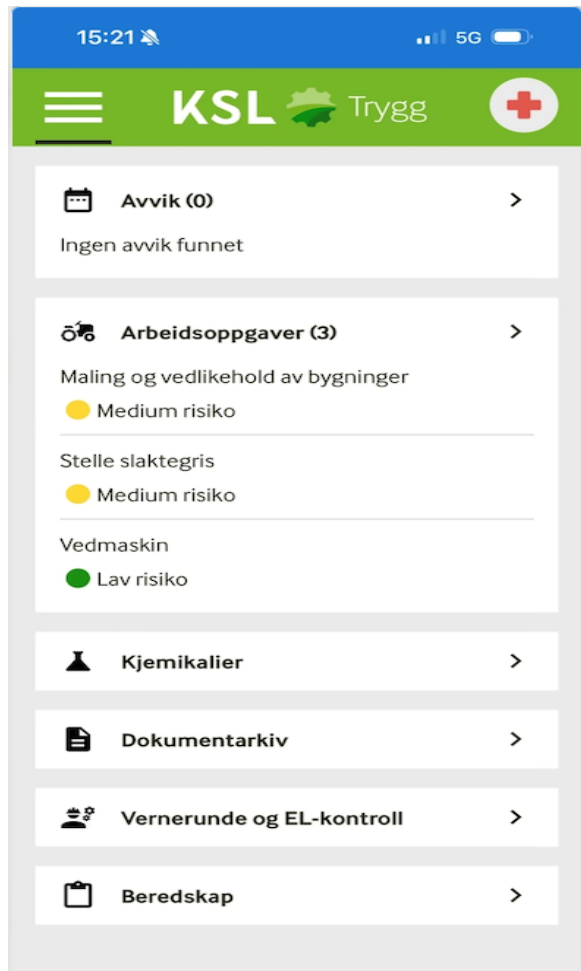 15:21
5G
KSL Trygg
Avvik (0)
Ingen avvik funnet
Arbeidsoppgaver (3)
Maling og vedlikehold av bygninger
Medium risiko
Stelle slaktegris
Medium risiko
Vedmaskin
Lav risiko
Kjemikalier
Dokumentarkiv
Vernerunde og EL-kontroll
Beredskap